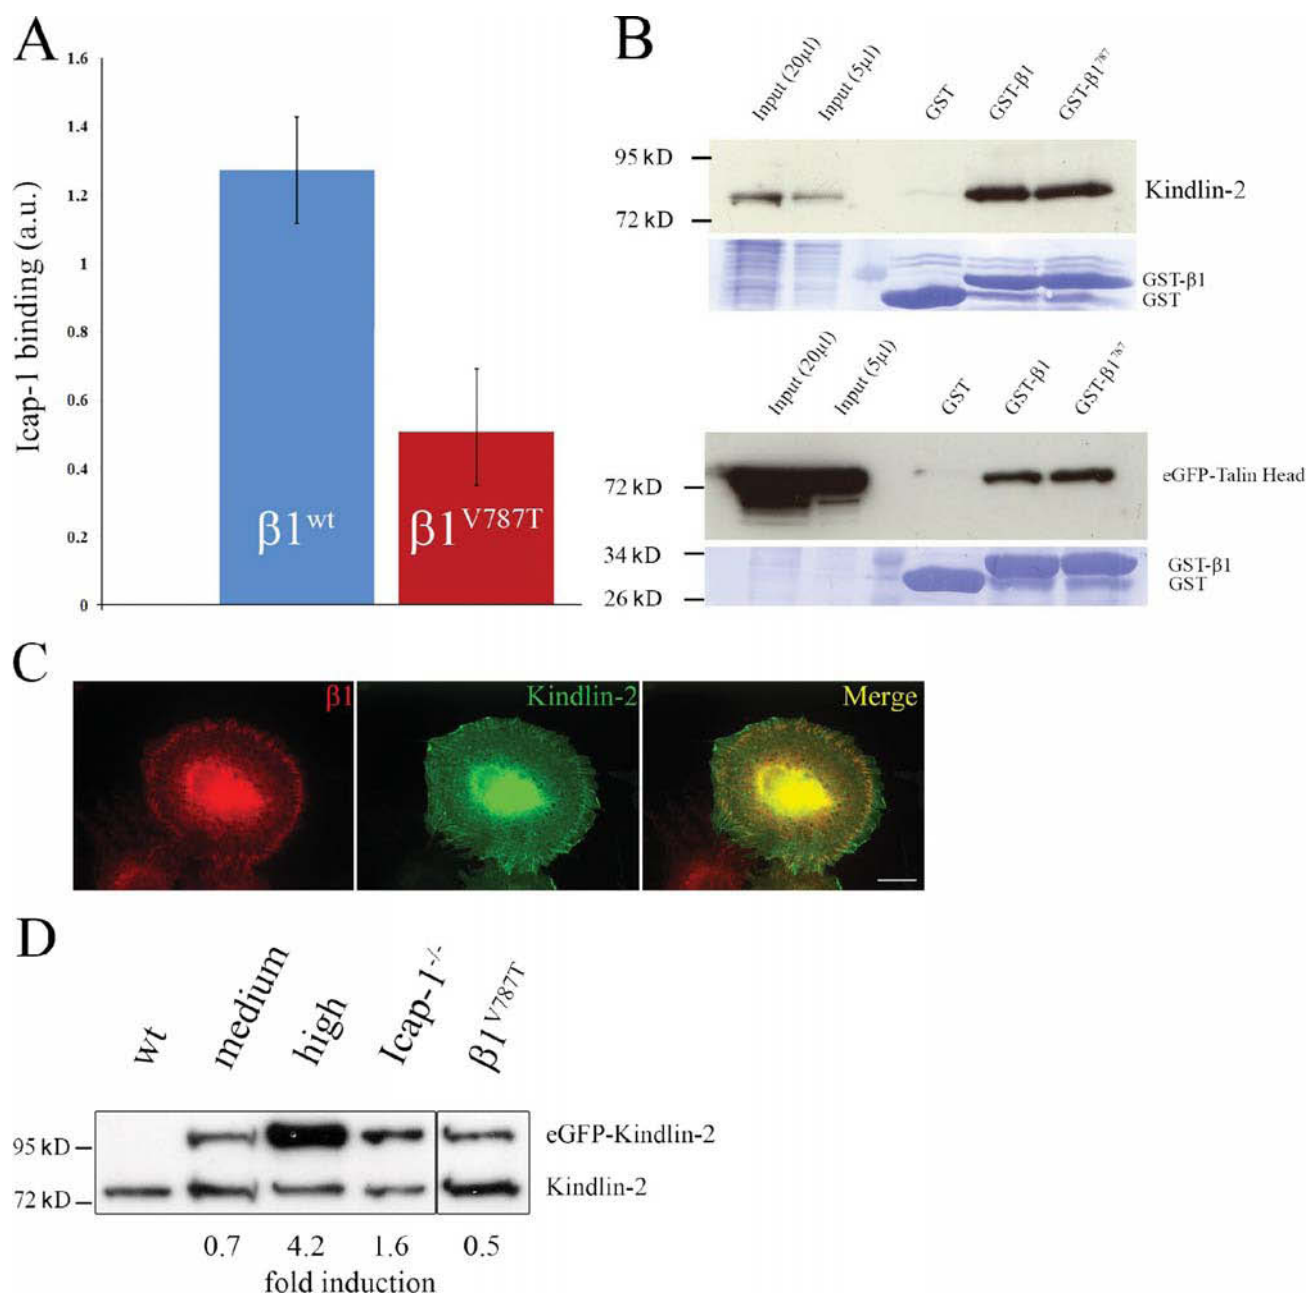 A
1.6
1.4
1.2
1
0.8
0.6
0.4
0.2
0
Icap-1 binding (a.u.)
β1wt
β1V787T
B
Input (20µl)
Input (5µl)
GST
GST-β1
GST-β1787
95 kD
72 kD
Kindlin-2
GST-β1
GST
Input (20µl)
Input (5µl)
GST
GST-β1
GST-β1787
72 kD
34 kD
26 kD
eGFP-Talin Head
GST-β1
GST
C
β1
Kindlin-2
Merge
D
wt
medium
high
Icap-1-/-
β1V787T
95 kD
72 kD
eGFP-Kindlin-2
Kindlin-2
0.7 4.2 1.6 0.5
fold induction